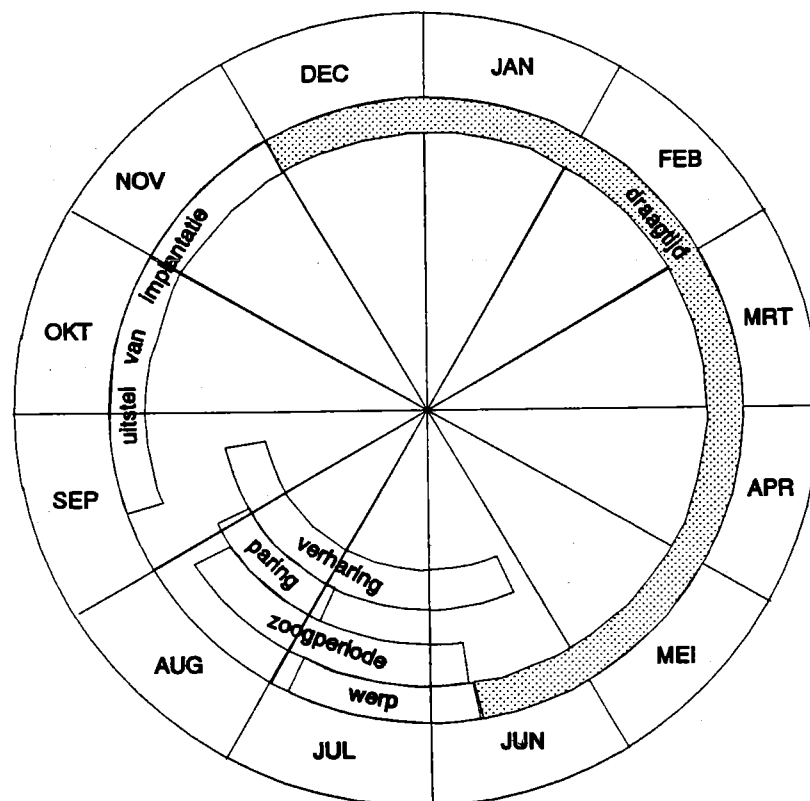 JAN
FEB
MRT
APR
MEI
JUN
JUL
AUG
SEP
OKT
NOV
DEC
draagtijd
uitstel van implantatie
verharing
paring
zoogperiode
werp